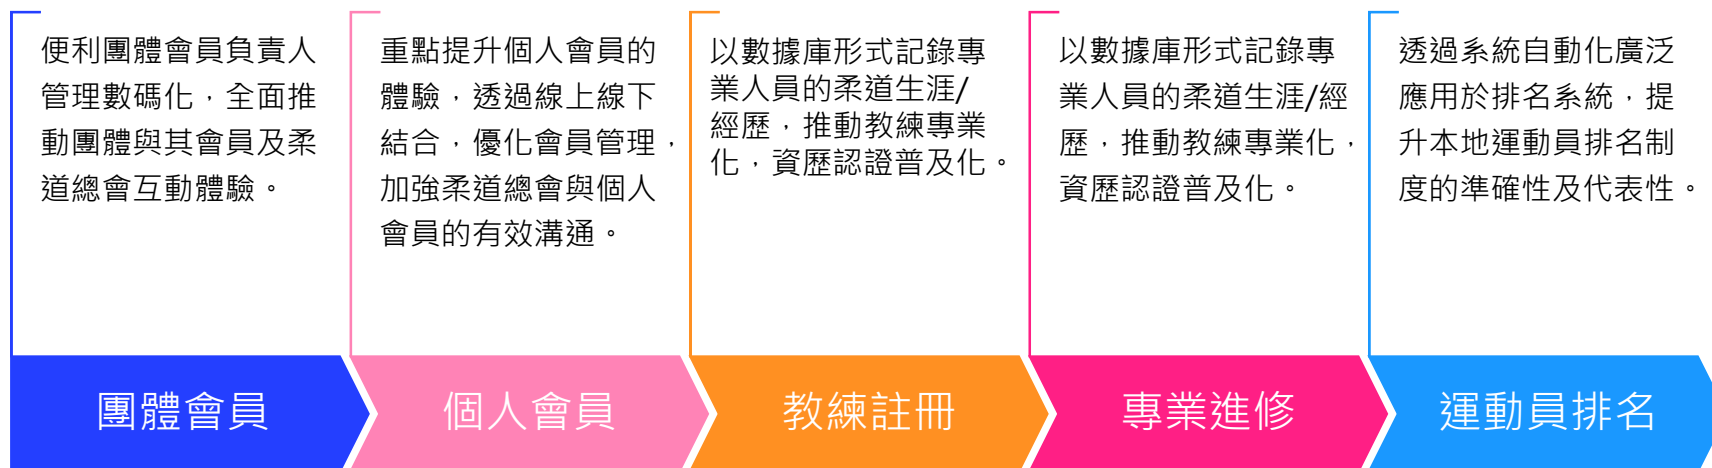 便利團體會員負責人
管理數碼化，全面推
動團體與其會員及柔
道總會互動體驗。
重點提升個人會員的
體驗，透過線上線下
結合，優化會員管理，
加強柔道總會與個人
會員的有效溝通。
以數據庫形式記錄專
業人員的柔道生涯/
經歷，推動教練專業
化，資歷認證普及化。
以數據庫形式記錄專
業人員的柔道生涯/經
歷，推動教練專業化，
資歷認證普及化。
透過系統自動化廣泛
應用於排名系統，提
升本地運動員排名制
度的準確性及代表性。
團體會員
個人會員
教練註冊
專業進修
運動員排名